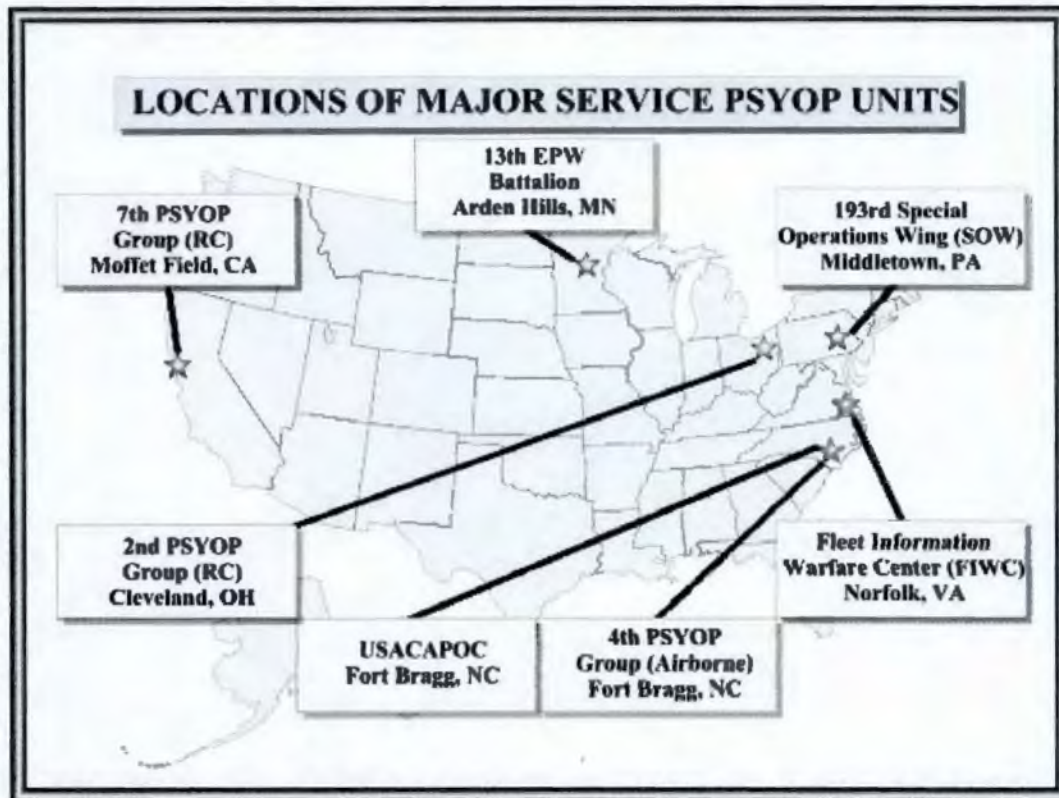 LOCATIONS OF MAJOR SERVICE PSYOP UNITS
13th EPW
Battalion
Arden Hills, MN
7th PSYOP
Group (RC)
Moffet Field, CA
193rd Special
Operations Wing (SOW)
Middletown, PA
2nd PSYOP
Group (RC)
Cleveland, OH
Fleet Information
Warfare Center (FIWC)
Norfolk, VA
USACAPOC
Fort Bragg, NC
4th PSYOP
Group (Airborne)
Fort Bragg, NC